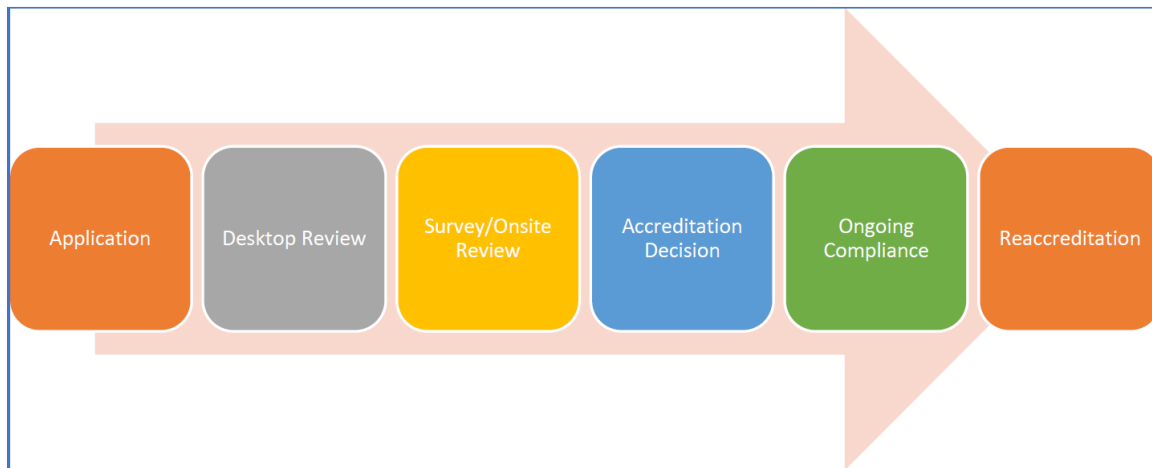 Application
Desktop Review
Survey/Onsite
Review
Accreditation
Decision
Ongoing
Compliance
Reaccreditation